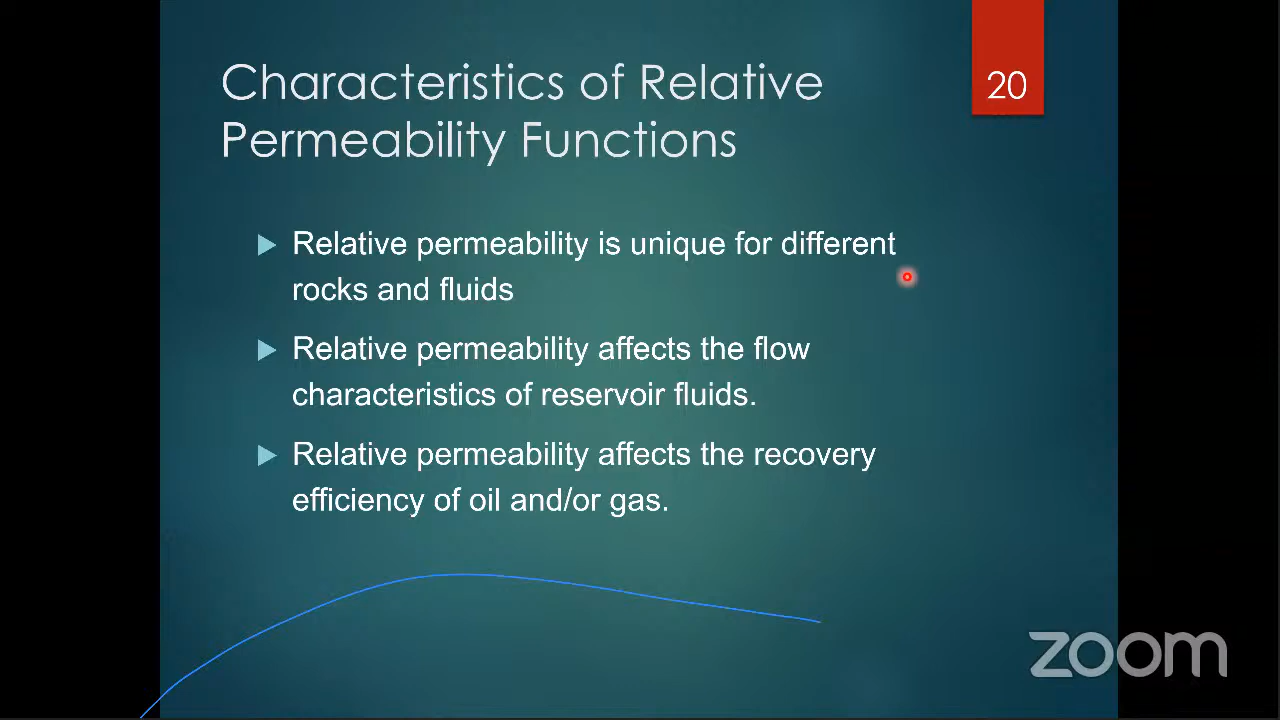 Characteristics of Relative
Permeability Functions
20
Relative permeability is unique for different
rocks and fluids
Relative permeability affects the flow
characteristics of reservoir fluids.
Relative permeability affects the recovery
efficiency of oil and/or gas.
zoom